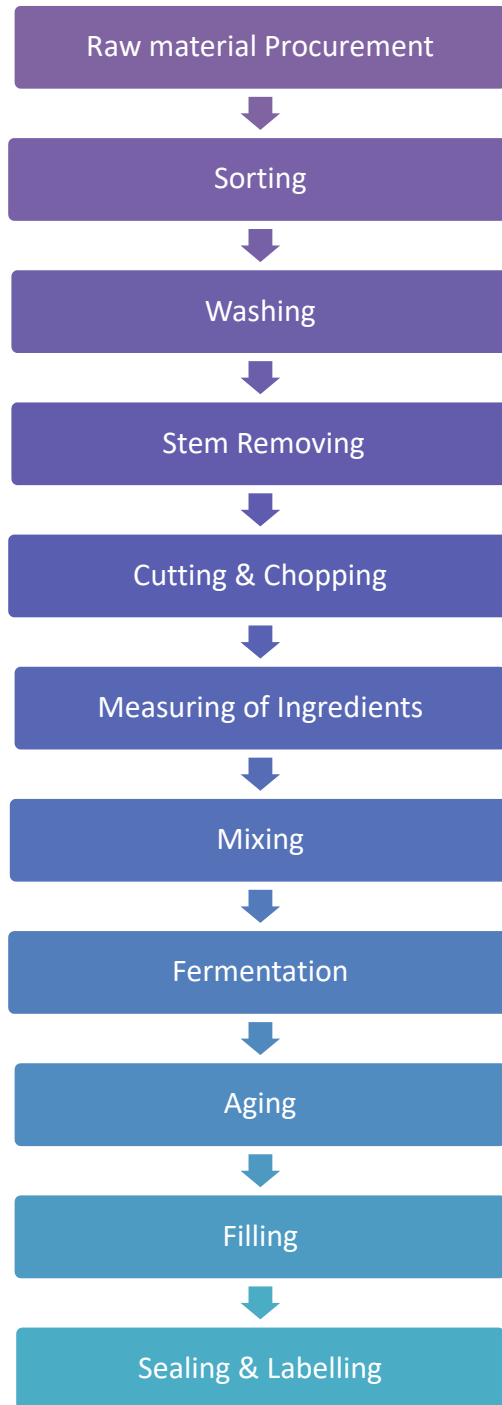 Raw material Procurement
Sorting
Washing
Stem Removing
Cutting & Chopping
Measuring of Ingredients
Mixing
Fermentation
Aging
Filling
Sealing & Labelling